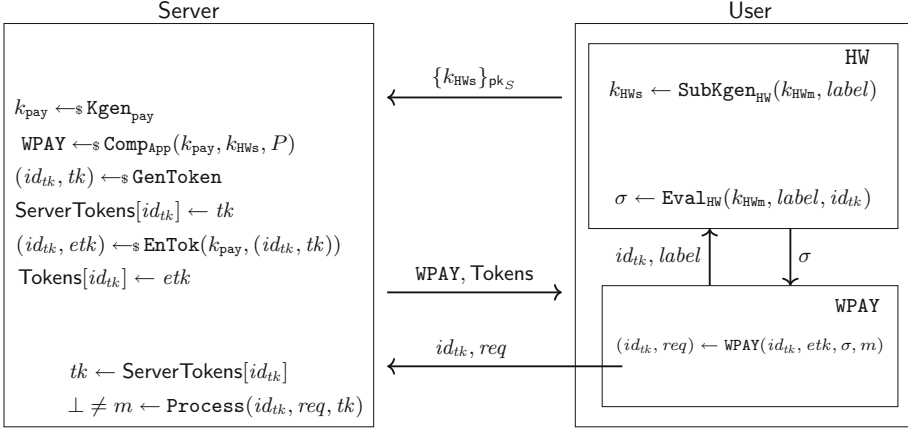 Server
k_pay ←$ Kgen_pay
WPAY ←$ Comp_App(k_pay, k_HWs, P)
(id_tk, tk) ←$ GenToken
ServerTokens[id_tk] ← tk
(id_tk, etk) ←$ EnTok(k_pay, (id_tk, tk))
Tokens[id_tk] ← etk
tk ← ServerTokens[id_tk]
⊥ ≠ m ← Process(id_tk, req, tk)
{k_HWs}_pk_S
WPAY, Tokens
id_tk, req
User
HW
k_HWs ← SubKgen_HW(k_HWm, label)
σ ← Eval_HW(k_HWm, label, id_tk)
id_tk, label
σ
WPAY
(id_tk, req) ← WPAY(id_tk, etk, σ, m)